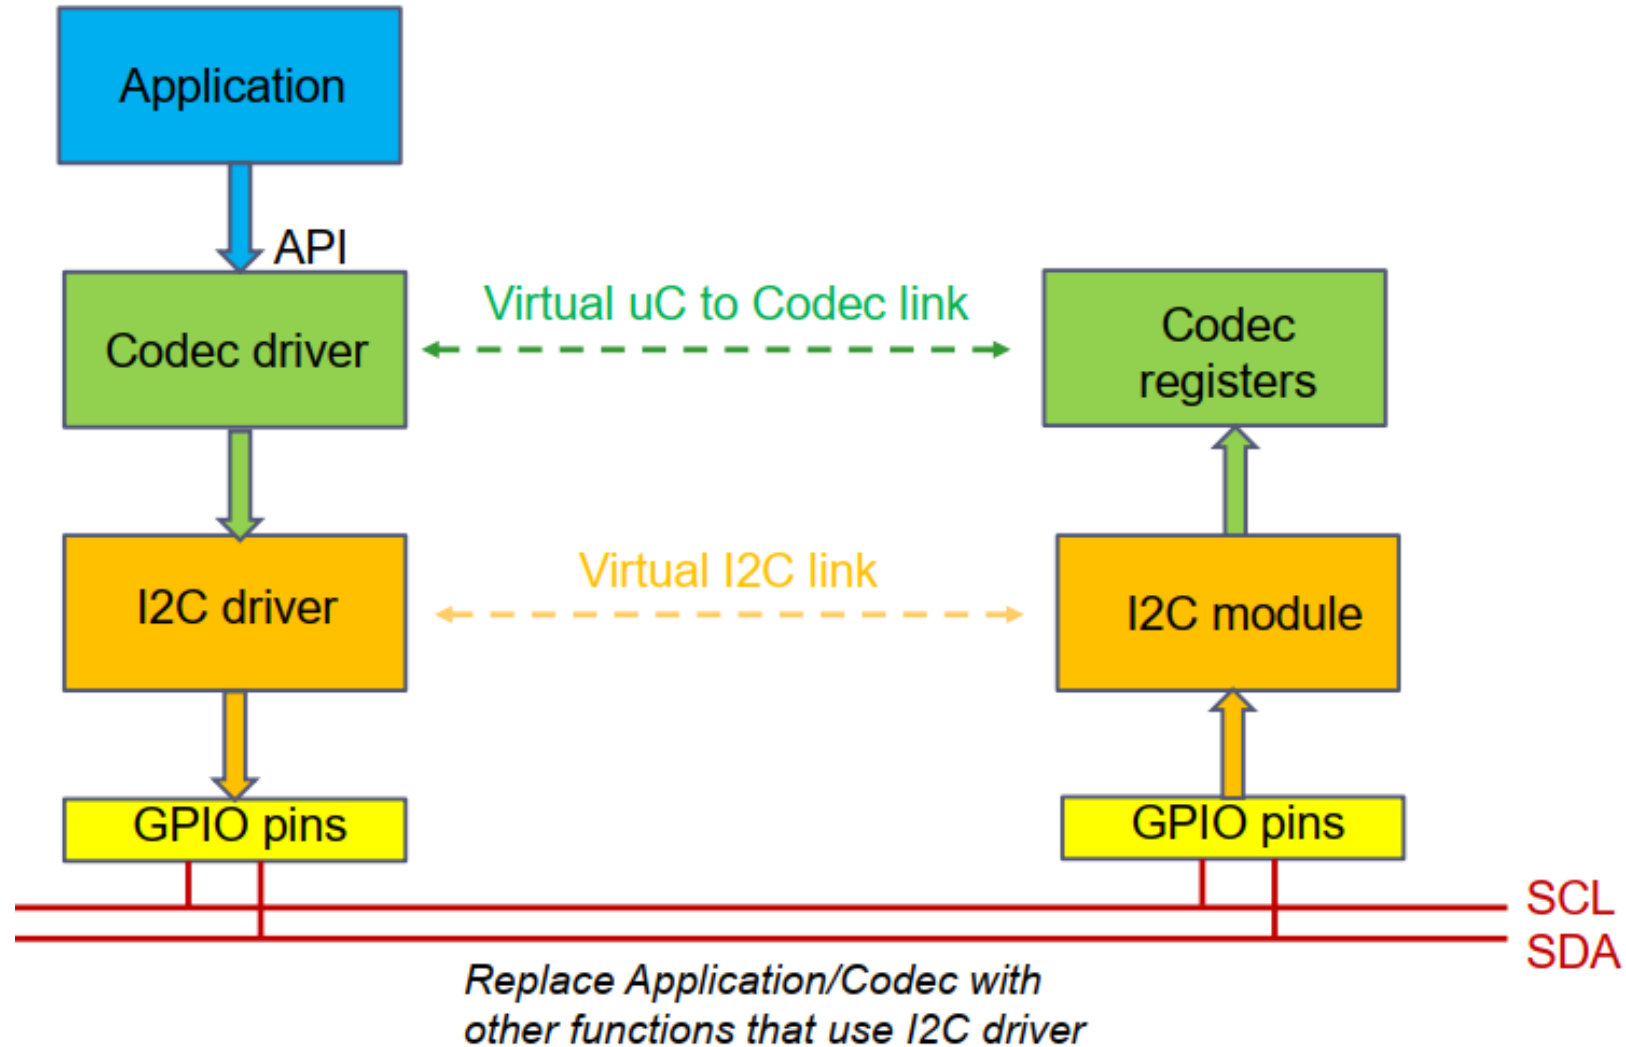 Application
API
Codec driver
Virtual uC to Codec link
Codec
registers
I2C driver
Virtual I2C link
I2C module
GPIO pins
GPIO pins
SCL
SDA
Replace Application/Codec with
other functions that use I2C driver